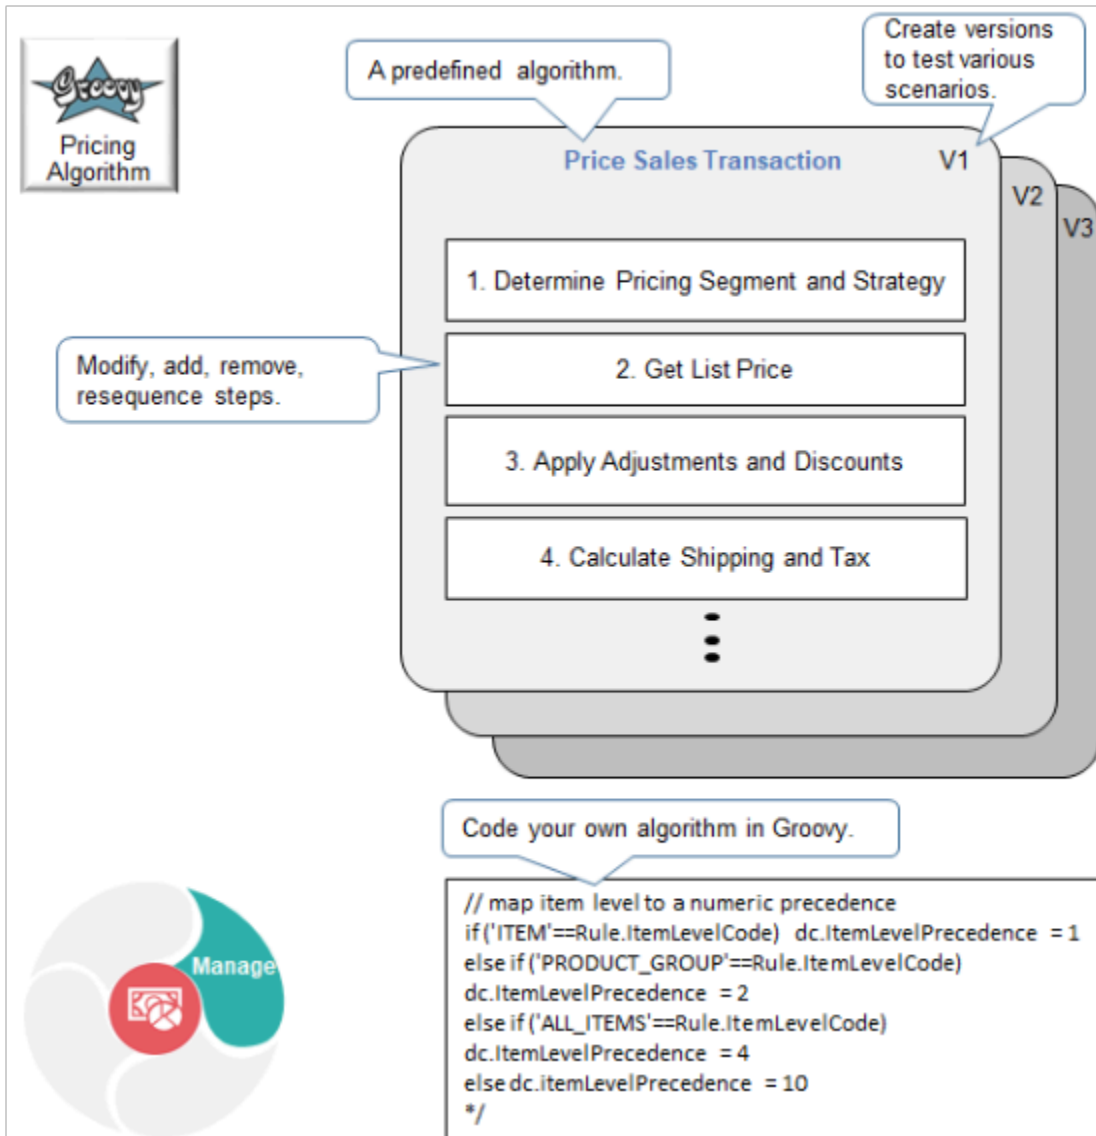 Groovy
Pricing
Algorithm
A predefined algorithm.
Create versions
to test various
scenarios.
Price Sales Transaction
V1
V2
V3
1. Determine Pricing Segment and Strategy
2. Get List Price
3. Apply Adjustments and Discounts
4. Calculate Shipping and Tax
Modify, add, remove,
resequence steps.
Code your own algorithm in Groovy.
// map item level to a numeric precedence
if ('ITEM'==Rule.ItemLevelCode) dc.ItemLevelPrecedence = 1
else if ('PRODUCT_GROUP'==Rule.ItemLevelCode)
dc.ItemLevelPrecedence = 2
else if ('ALL_ITEMS'==Rule.ItemLevelCode)
dc.ItemLevelPrecedence = 4
else dc.itemLevelPrecedence = 10
*/
Manage